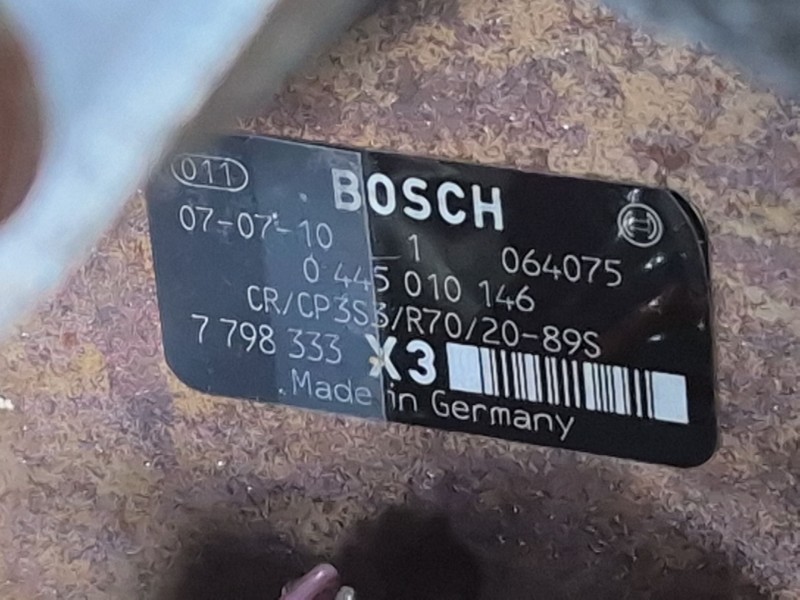 011 BOSCH
07-07-10 1 064075
0 445 010 146
CR/CP3S3/R70/20-89S
7 798 333 X3
Made in Germany